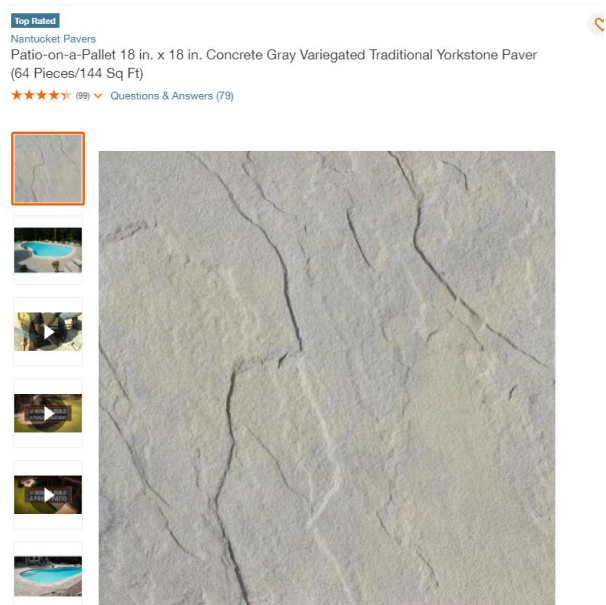 Top Rated
Nantucket Pavers
Patio-on-a-Pallet 18 in. x 18 in. Concrete Gray Variegated Traditional Yorkstone Paver
(64 Pieces/144 Sq Ft)
(99) Questions & Answers (79)